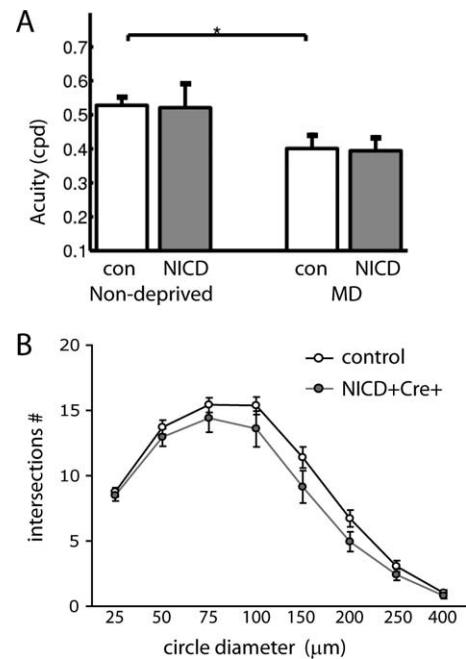 A
*
0.7
0.6
0.5
0.4
0.3
0.2
0.1
Acuity (cpd)
con NICD con NICD
Non-deprived MD
B
20
15
10
5
0
intersections #
control
NICD+Cre+
25 50 75 100 150 200 250 400
circle diameter (μm)